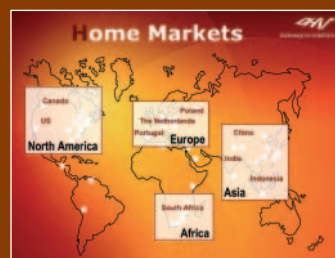 Home Markets
Canada
US
North America
Poland
The Netherlands
Portugal
Europe
China
India
Indonesia
Asia
South Africa
Africa